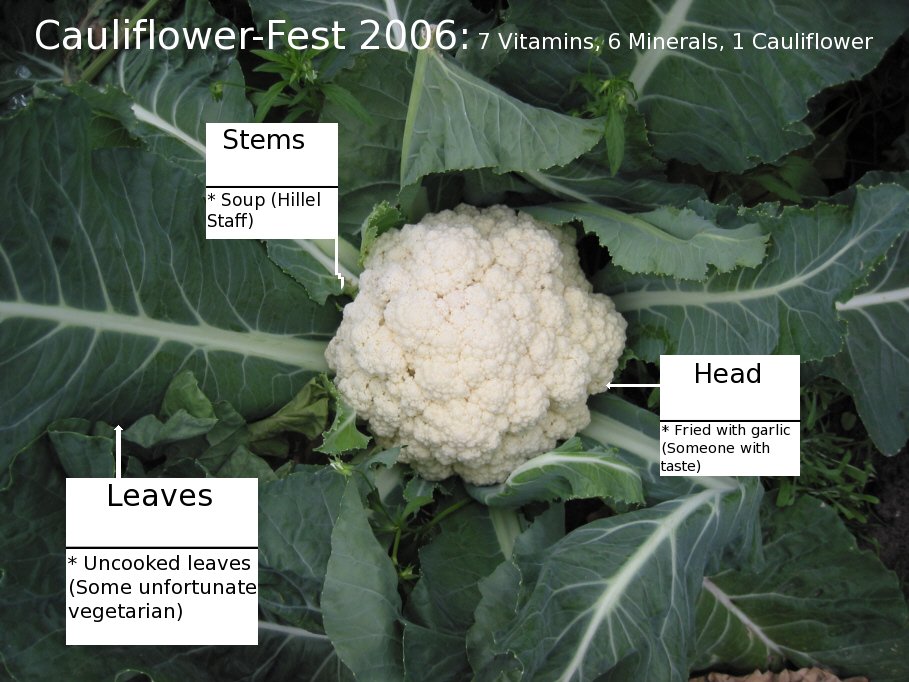 Cauliflower-Fest 2006: 7 Vitamins, 6 Minerals, 1 Cauliflower
Stems
* Soup (Hillel
Staff)
Head
* Fried with garlic
(Someone with
taste)
Leaves
* Uncooked leaves
(Some unfortunate
vegetarian)